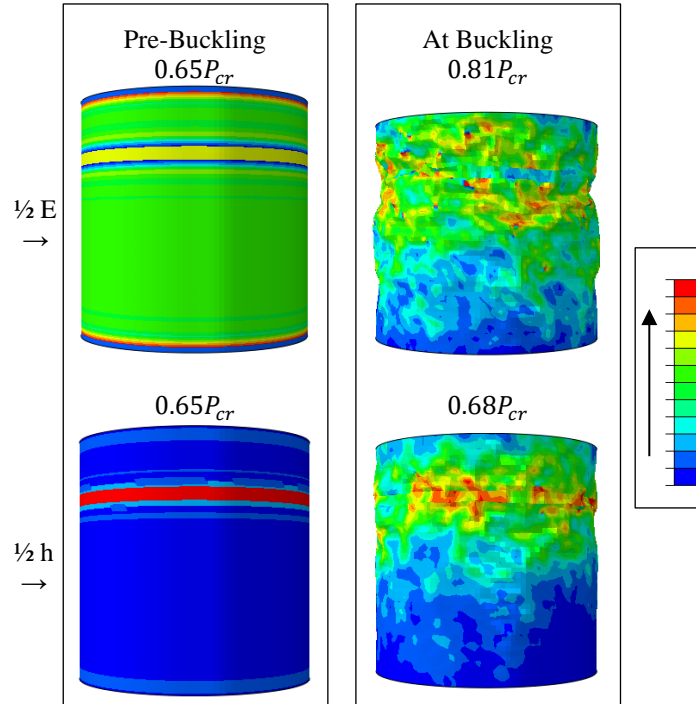 Pre-Buckling
0.65P_cr
At Buckling
0.81P_cr
½ E
→
0.65P_cr
0.68P_cr
½ h
→